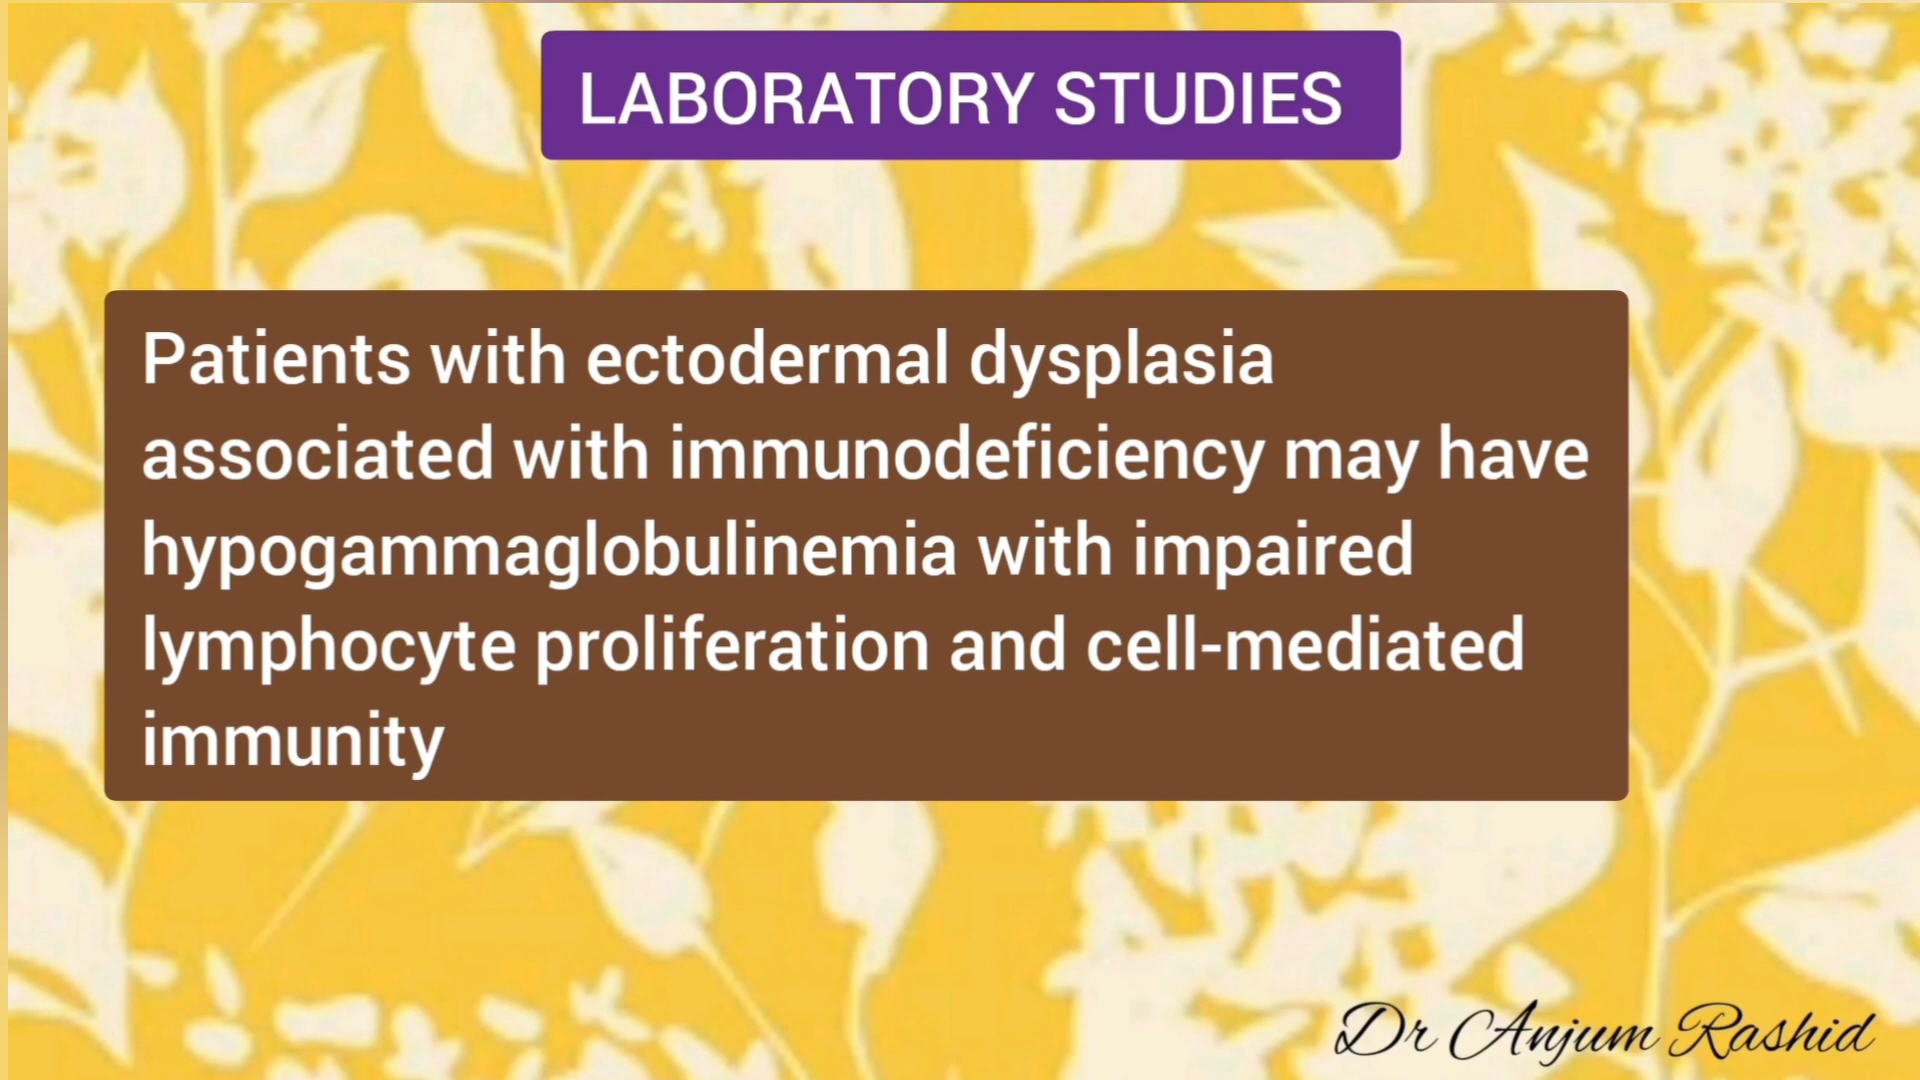 LABORATORY STUDIES
Patients with ectodermal dysplasia
associated with immunodeficiency may have
hypogammaglobulinemia with impaired
lymphocyte proliferation and cell-mediated
immunity
Dr Anjum Rashid